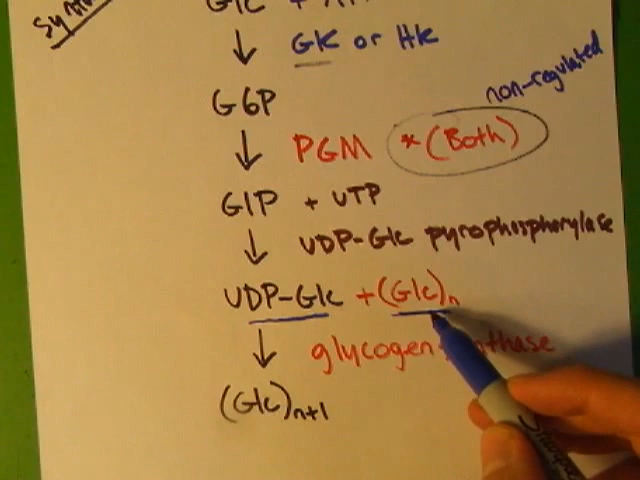 Glc +
GK or HK
non-regulated
G6P
PGM *(Both)
G1P + UTP
UDP-Glc pyrophosphorylase
UDP-Glc +(Glc)n
glycogen
(Glc)n+1